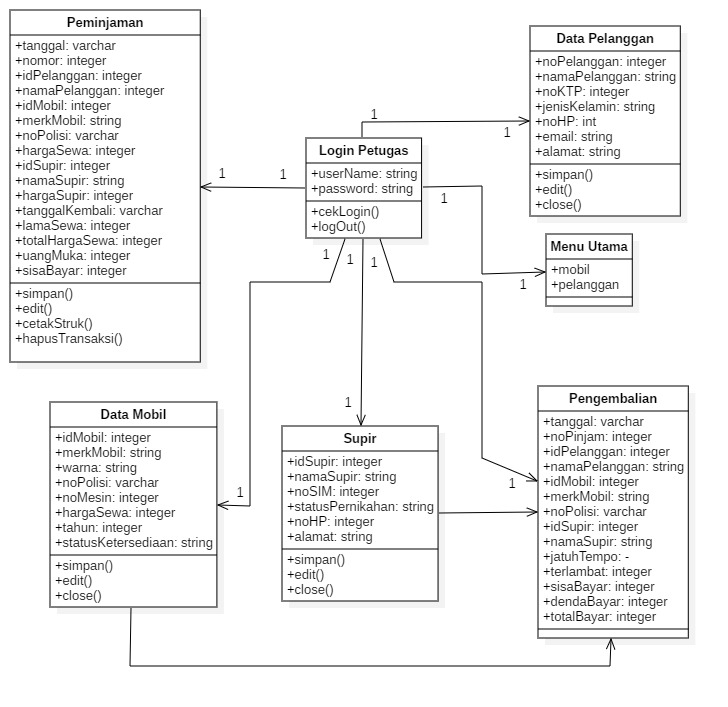 Peminjaman
+tanggal: varchar
+nomor: integer
+idPelanggan: integer
+namaPelanggan: integer
+idMobil: integer
+merkMobil: string
+noPolisi: varchar
+hargaSewa: integer
+idSupir: integer
+namaSupir: string
+hargaSupir: integer
+tanggalKembali: varchar
+lamaSewa: integer
+totalHargaSewa: integer
+uangMuka: integer
+sisaBayar: integer
+simpan()
+edit()
+cetakStruk()
+hapusTransaksi()
Data Pelanggan
+noPelanggan: integer
+namaPelanggan: string
+noKTP: integer
+jenisKelamin: string
+noHP: int
+email: string
+alamat: string
+simpan()
+edit()
+close()
Login Petugas
+userName: string
+password: string
+cekLogin()
+logOut()
1
1
1
1
1
1
Menu Utama
+mobil
+pelanggan
1
1
1
1
1
1
Data Mobil
+idMobil: integer
+merkMobil: string
+warna: string
+noPolisi: varchar
+noMesin: integer
+hargaSewa: integer
+tahun: integer
+statusKetersediaan: string
+simpan()
+edit()
+close()
Supir
+idSupir: integer
+namaSupir: string
+noSIM: integer
+statusPernikahan: string
+noHP: integer
+alamat: string
+simpan()
+edit()
+close()
Pengembalian
+tanggal: varchar
+noPinjam: integer
+idPelanggan: integer
+namaPelanggan: string
+idMobil: integer
+merkMobil: string
+noPolisi: varchar
+idSupir: integer
+namaSupir: string
+jatuhTempo: -
+terlambat: integer
+sisaBayar: integer
+dendaBayar: integer
+totalBayar: integer